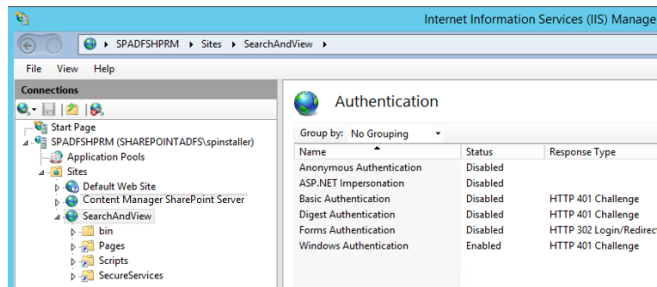 Internet Information Services (IIS) Manage
SPADFSHPRM Sites SearchAndView
File View Help
Connections
Start Page
SPADFSHPRM (SHAREPOINTADFS\spinstaller)
Application Pools
Sites
Default Web Site
Content Manager SharePoint Server
SearchAndView
bin
Pages
Scripts
SecureServices
Authentication
Group by: No Grouping
Name Status Response Type
Anonymous Authentication Disabled
ASP.NET Impersonation Disabled
Basic Authentication Disabled HTTP 401 Challenge
Digest Authentication Disabled HTTP 401 Challenge
Forms Authentication Disabled HTTP 302 Login/Redirec
Windows Authentication Enabled HTTP 401 Challenge